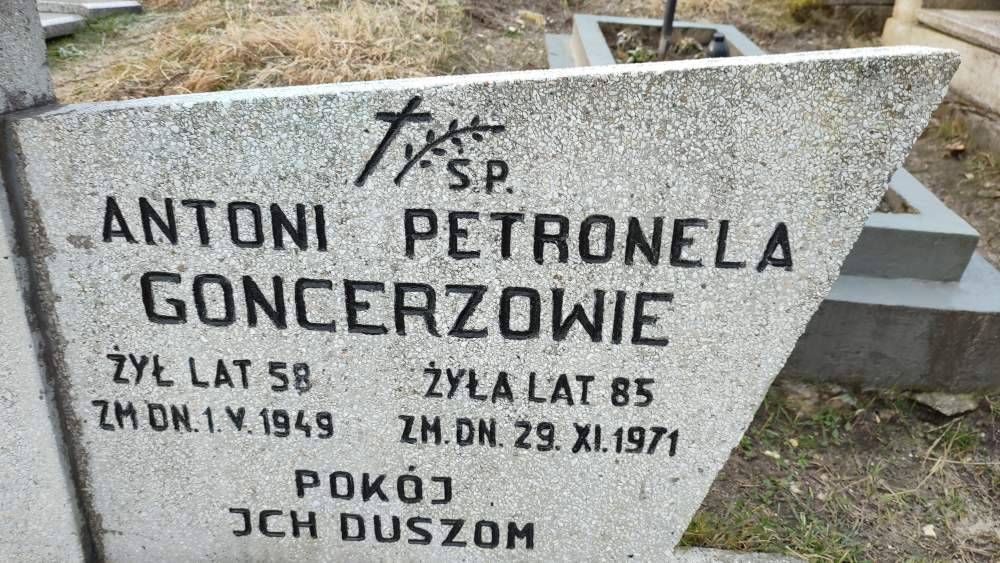 S.P.
ANTONI PETRONELA
GONCERZOWIE
ŻYŁ LAT 58 ŻYŁA LAT 85
ZM DN. 1. V. 1949 ZM. DN. 29. XI. 1971
POKÓJ
JCH DUSZOM